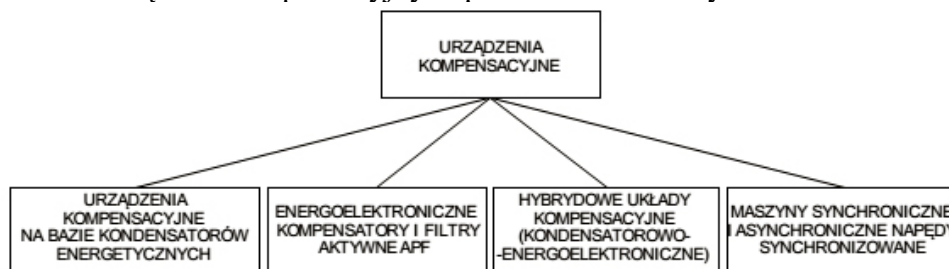 URZĄDZENIA
KOMPENSACYJNE
URZĄDZENIA
KOMPENSACYJNE
NA BAZIE KONDENSATORÓW
ENERGETYCZNYCH
ENERGOELEKTRONICZNE
KOMPENSATORY I FILTRY
AKTYWNE APF
HYBRYDOWE UKŁADY
KOMPENSACYJNE
(KONDENSATOROWO-
-ENERGOELEKTRONICZNE)
MASZYNY SYNCHRONICZNE
I ASYNCHRONICZNE NAPĘDY
SYNCHRONIZOWANE